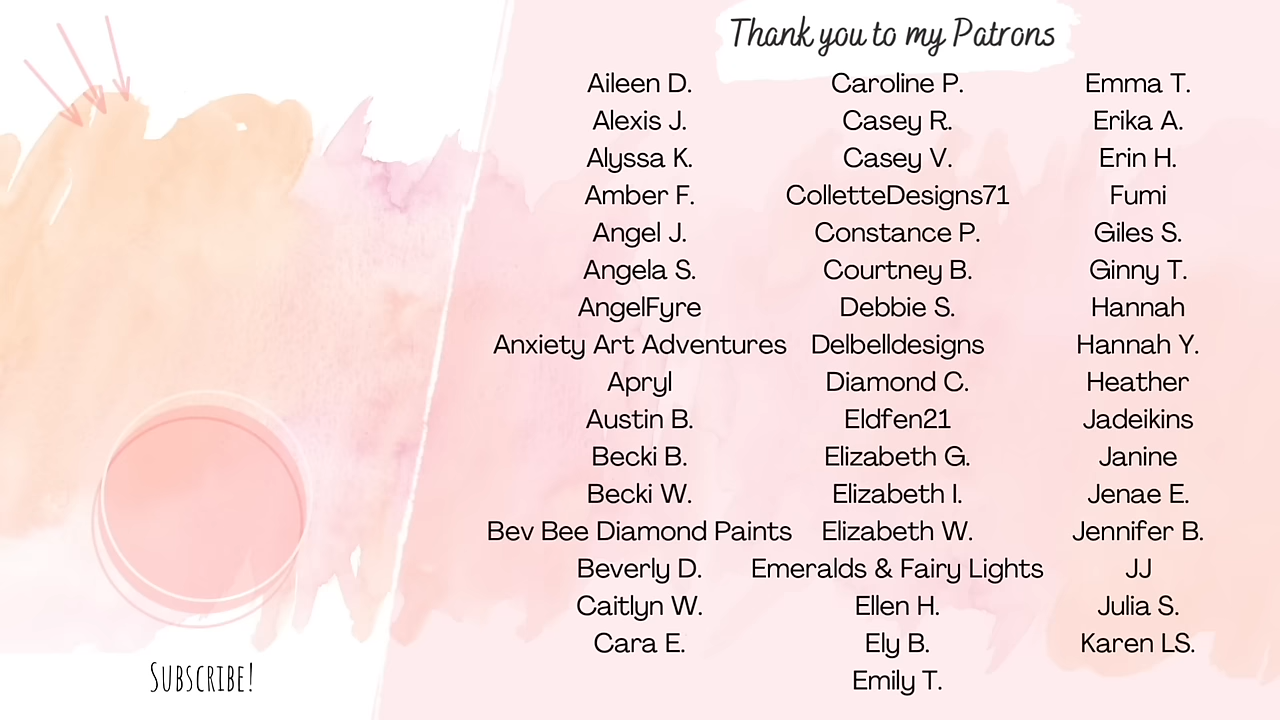 Thank you to my Patrons
Aileen D.
Alexis J.
Alyssa K.
Amber F.
Angel J.
Angela S.
AngelFyre
Anxiety Art Adventures
Apryl
Austin B.
Becki B.
Becki W.
Bev Bee Diamond Paints
Beverly D.
Caitlyn W.
Cara E.
Caroline P.
Casey R.
Casey V.
ColletteDesigns71
Constance P.
Courtney B.
Debbie S.
Delbelldesigns
Diamond C.
Eldfen21
Elizabeth G.
Elizabeth I.
Elizabeth W.
Emeralds & Fairy Lights
Ellen H.
Ely B.
Emily T.
Emma T.
Erika A.
Erin H.
Fumi
Giles S.
Ginny T.
Hannah
Hannah Y.
Heather
Jadeikins
Janine
Jenae E.
Jennifer B.
JJ
Julia S.
Karen LS.
Subscribe!